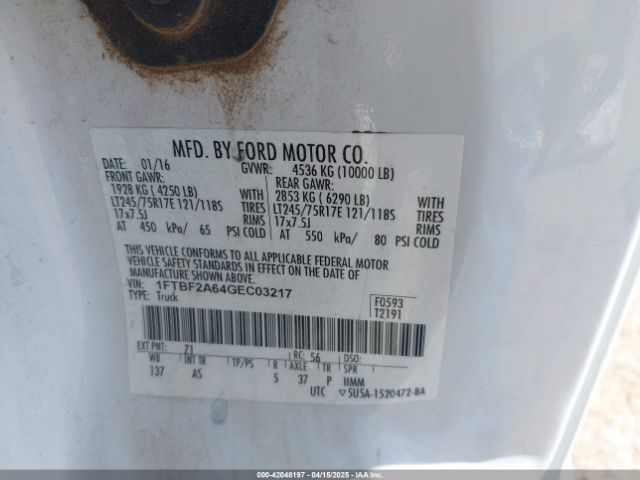 MFD. BY FORD MOTOR CO.
DATE: 01/16 GVWR: 4536 KG (10000 LB)
FRONT GAWR: REAR GAWR:
1928 KG ( 4250 LB) WITH 2853 KG ( 6290 LB) WITH
LT245/75R17E 121/118S TIRES LT245/75R17E 121/118S TIRES
17x7.5J RIMS 17x7.5J RIMS
AT 450 kPa/ 65 PSI COLD AT 550 kPa/ 80 PSI COLD
THIS VEHICLE CONFORMS TO ALL APPLICABLE FEDERAL MOTOR
VEHICLE SAFETY STANDARDS IN EFFECT ON THE DATE OF
MANUFACTURE SHOWN ABOVE.
VIN: 1FTBF2A64GEC03217
TYPE: Truck
F0593
T2191
EXT PNT: Z1 RC: 56 DSO:
WB INT TR TP/PS R AXLE TR SPR
137 AS 5 37 P IIMM
UTC ▽5U5A-1520472-BA
000-42048197 - 04/15/2025 - IAAI.com